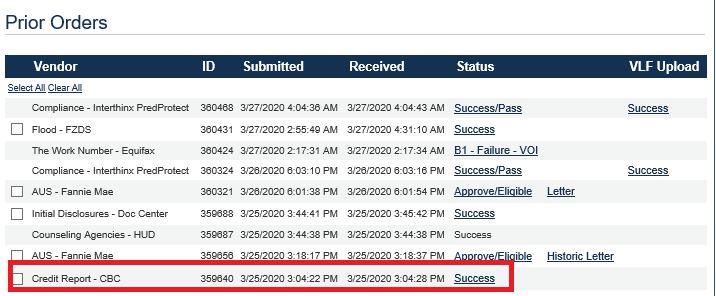 Prior Orders
Vendor ID Submitted Received Status VLF Upload
Select All Clear All
Compliance - Interthinx PredProtect 360468 3/27/2020 4:04:36 AM 3/27/2020 4:04:43 AM Success/Pass Success
Flood - FZDS 360431 3/27/2020 2:55:49 AM 3/27/2020 4:31:10 AM Success
The Work Number - Equifax 360424 3/27/2020 2:17:31 AM 3/27/2020 2:17:34 AM B1 - Failure - VOI
Compliance - Interthinx PredProtect 360324 3/26/2020 6:03:10 PM 3/26/2020 6:03:16 PM Success/Pass Success
AUS - Fannie Mae 360321 3/26/2020 6:01:38 PM 3/26/2020 6:01:54 PM Approve/Eligible Letter
Initial Disclosures - Doc Center 359688 3/25/2020 3:44:41 PM 3/25/2020 3:45:42 PM Success
Counseling Agencies - HUD 359687 3/25/2020 3:44:38 PM 3/25/2020 3:44:38 PM Success
AUS - Fannie Mae 359656 3/25/2020 3:18:17 PM 3/25/2020 3:18:37 PM Approve/Eligible Historic Letter
Credit Report - CBC 359640 3/25/2020 3:04:22 PM 3/25/2020 3:04:28 PM Success